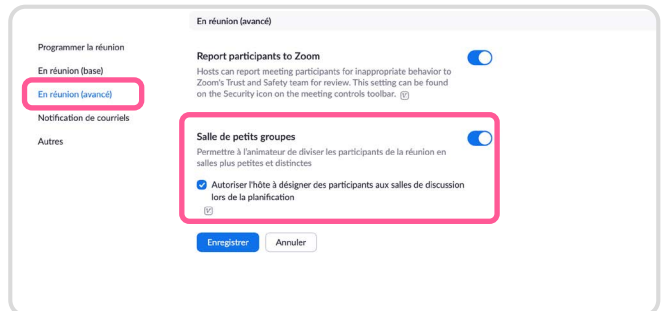 En réunion (avancé)
Programmer la réunion
En réunion (base)
En réunion (avancé)
Notification de courriels
Autres
Report participants to Zoom
Hosts can report meeting participants for inappropriate behavior to
Zoom's Trust and Safety team for review. This setting can be found
on the Security icon on the meeting controls toolbar.
Salle de petits groupes
Permettre à l'animateur de diviser les participants de la réunion en
salles plus petites et distinctes
Autoriser l'hôte à désigner des participants aux salles de discussion
lors de la planification
Enregistrer Annuler